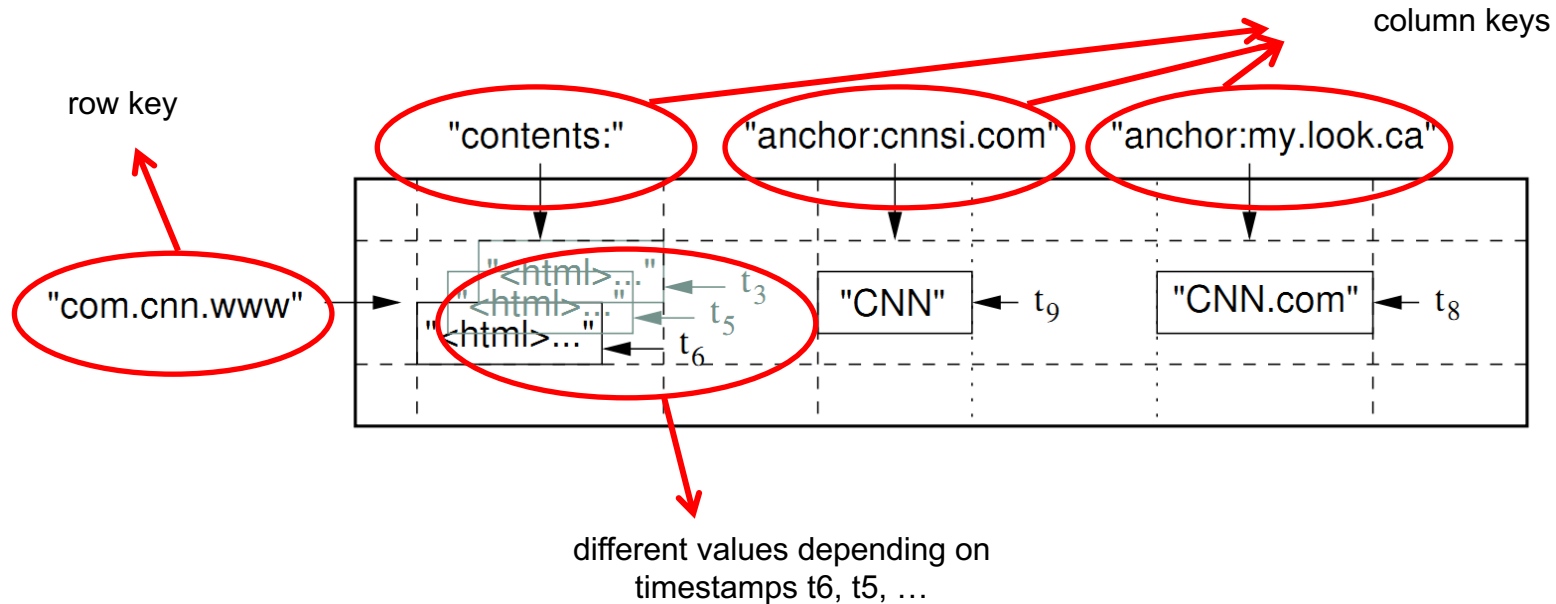 column keys
row key
"contents:"
"anchor:cnnsi.com"
"anchor:my.look.ca"
"<html>..."
t3
"<html>..."
t5
"<html>..."
t6
"com.cnn.www"
"CNN"
t9
"CNN.com"
t8
different values depending on
timestamps t6, t5, …